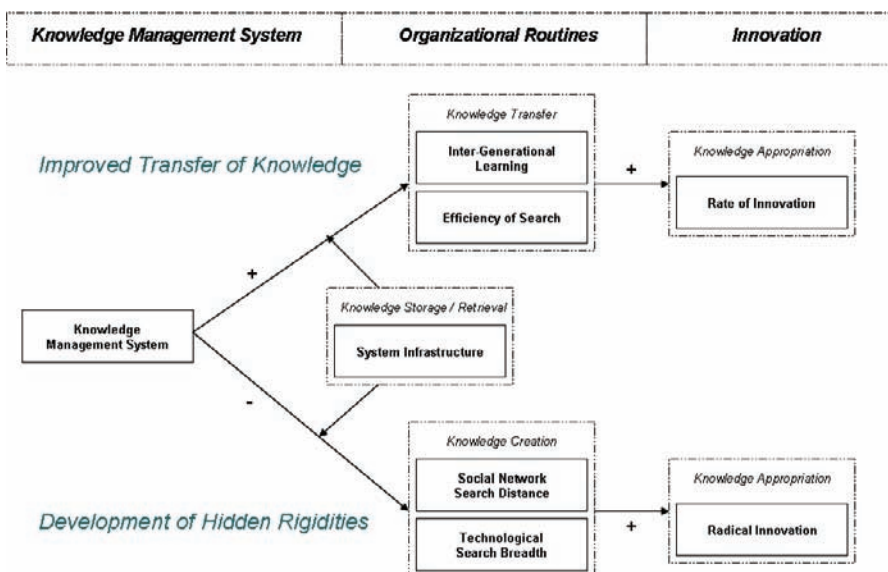 Knowledge Management System
Organizational Routines
Innovation
Knowledge Transfer
Improved Transfer of Knowledge
Inter-Generational
Learning
Efficiency of Search
+
Knowledge Appropriation
Rate of Innovation
+
Knowledge Storage / Retrieval
System Infrastructure
Knowledge
Management System
-
Knowledge Creation
Social Network
Search Distance
Technological
Search Breadth
Development of Hidden Rigidities
+
Knowledge Appropriation
Radical Innovation